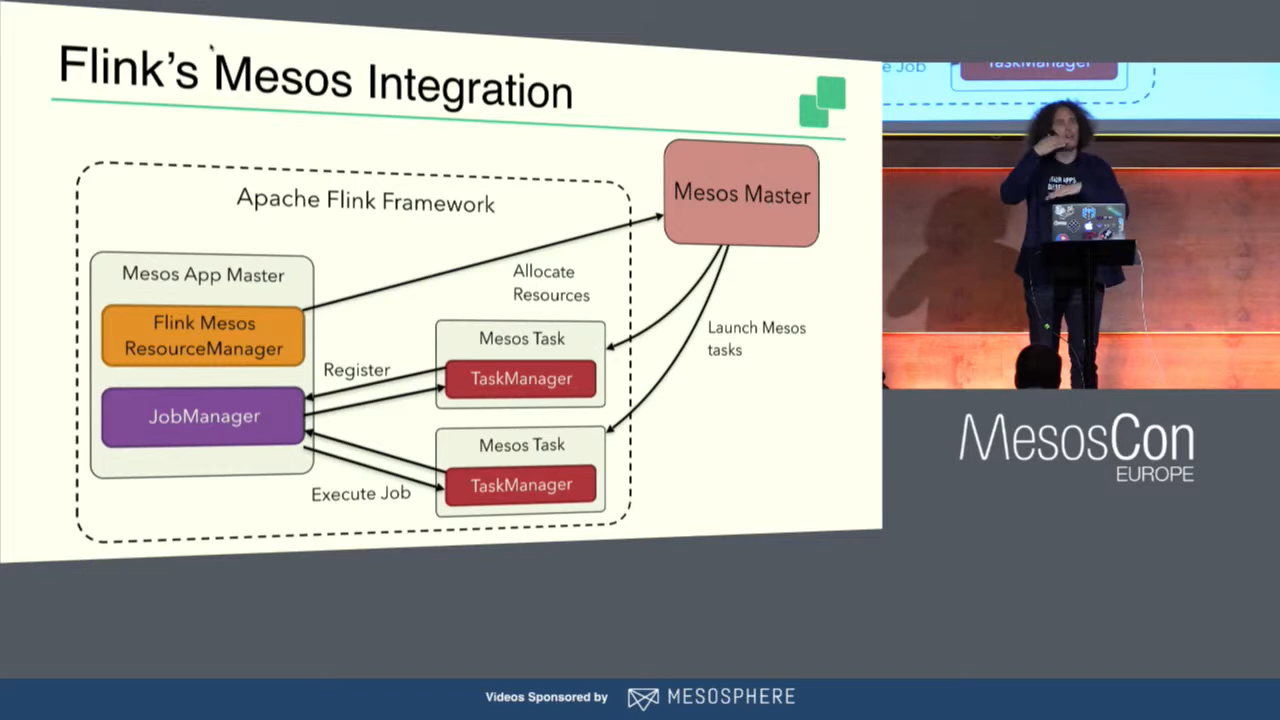 Flink's Mesos Integration
Apache Flink Framework
Mesos Master
Mesos App Master
Flink Mesos
ResourceManager
JobManager
Allocate
Resources
Launch Mesos
tasks
Register
Mesos Task
TaskManager
Mesos Task
TaskManager
Execute Job
e Job
TaskManager
MesosCon
EUROPE
Videos Sponsored by
MESOSPHERE